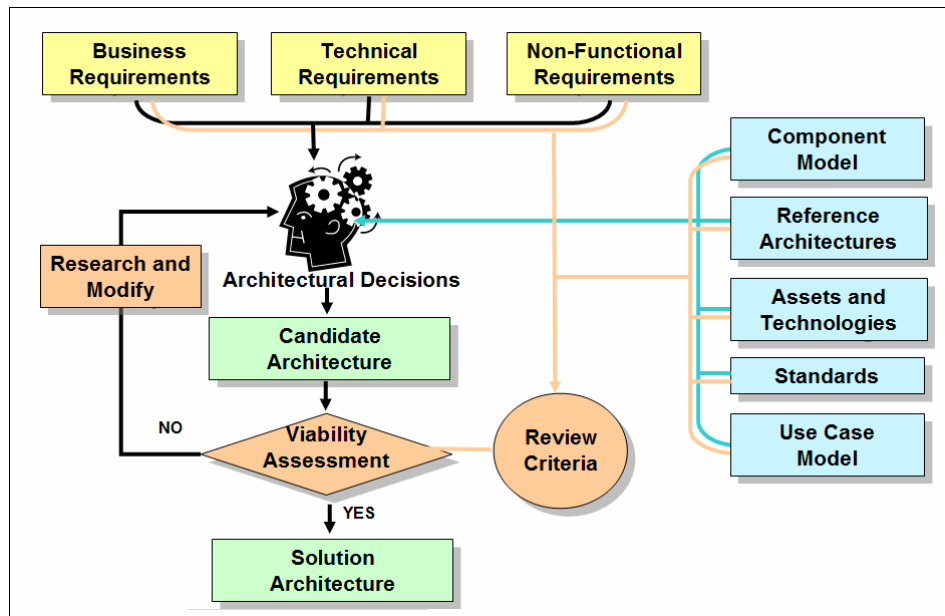 Business
Requirements
Technical
Requirements
Non-Functional
Requirements
Component
Model
Reference
Architectures
Research and
Modify
Architectural Decisions
Assets and
Technologies
Candidate
Architecture
Standards
NO
Viability
Assessment
Review
Criteria
Use Case
Model
YES
Solution
Architecture